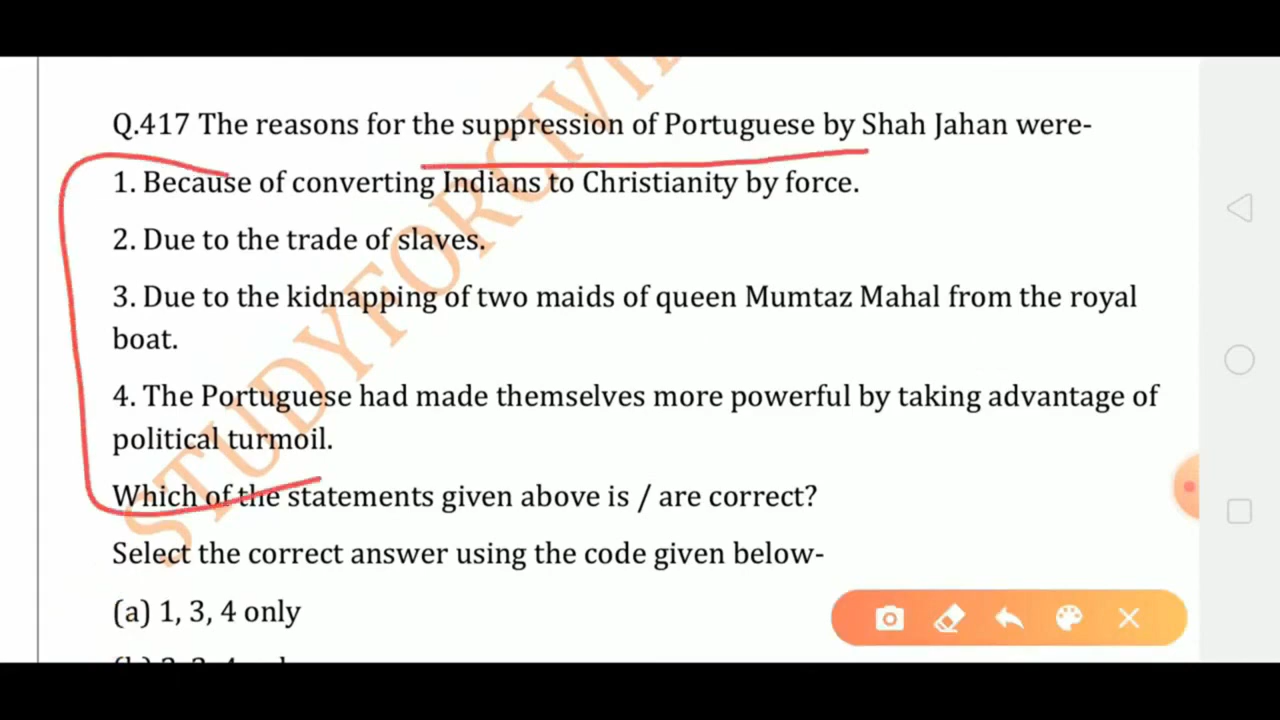 Q.417 The reasons for the suppression of Portuguese by Shah Jahan were-
1. Because of converting Indians to Christianity by force.
2. Due to the trade of slaves.
3. Due to the kidnapping of two maids of queen Mumtaz Mahal from the royal
boat.
4. The Portuguese had made themselves more powerful by taking advantage of
political turmoil.
Which of the statements given above is / are correct?
Select the correct answer using the code given below-
(a) 1, 3, 4 only
STUDYFORCIVIL